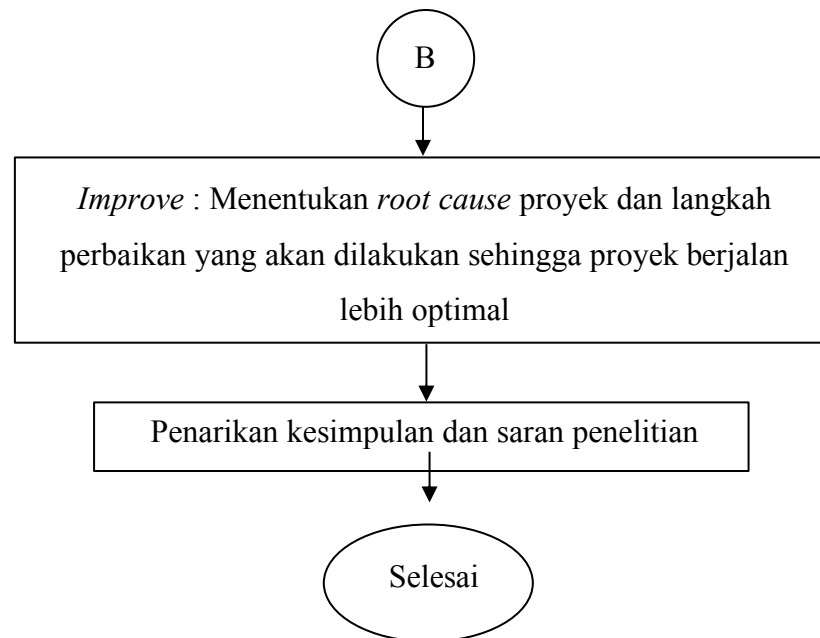 B
Improve : Menentukan root cause proyek dan langkah
perbaikan yang akan dilakukan sehingga proyek berjalan
lebih optimal
Penarikan kesimpulan dan saran penelitian
Selesai